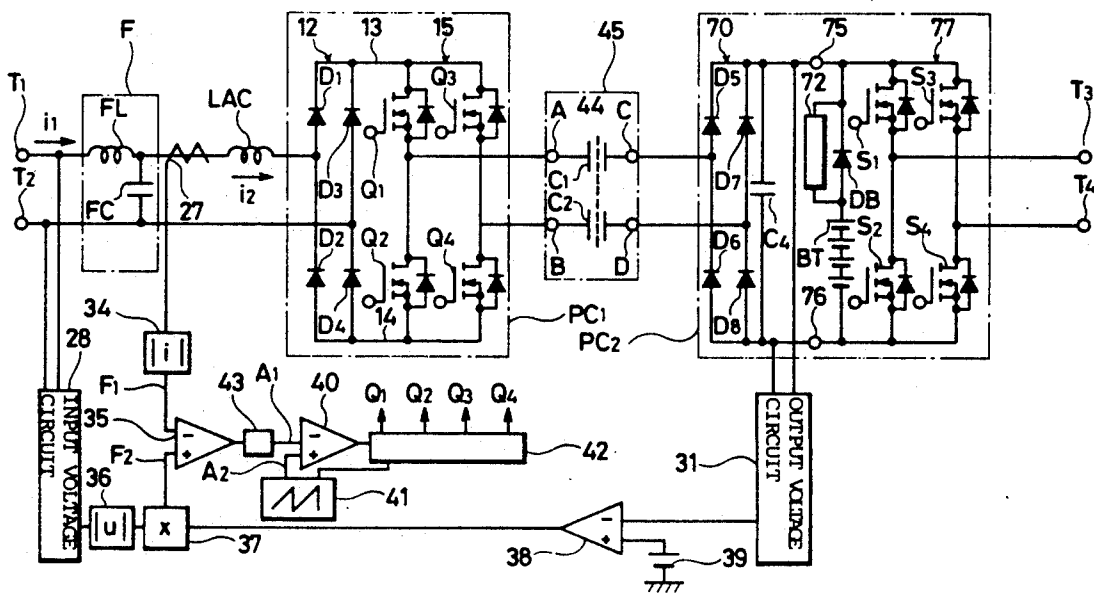 F
12
13
15
45
70
75
77
T1
i1
FL
LAC
D1
Q3
A
44
C
D5
72
S3
T3
T2
FC
27
i2
D3
Q1
C1
C2
D7
S1
DB
T4
D2
Q2
Q4
B
D
D6
C4
BT
S2
S4
34
D4
14
PC1
PC2
D8
76
28
|i|
F1
43
A1
40
Q1
Q2
Q3
Q4
35
-
+
-
+
F2
A2
42
31
36
41
INPUT VOLTAGE
CIRCUIT
|u|
x
37
-
+
38
39
OUTPUT VOLTAGE
CIRCUIT